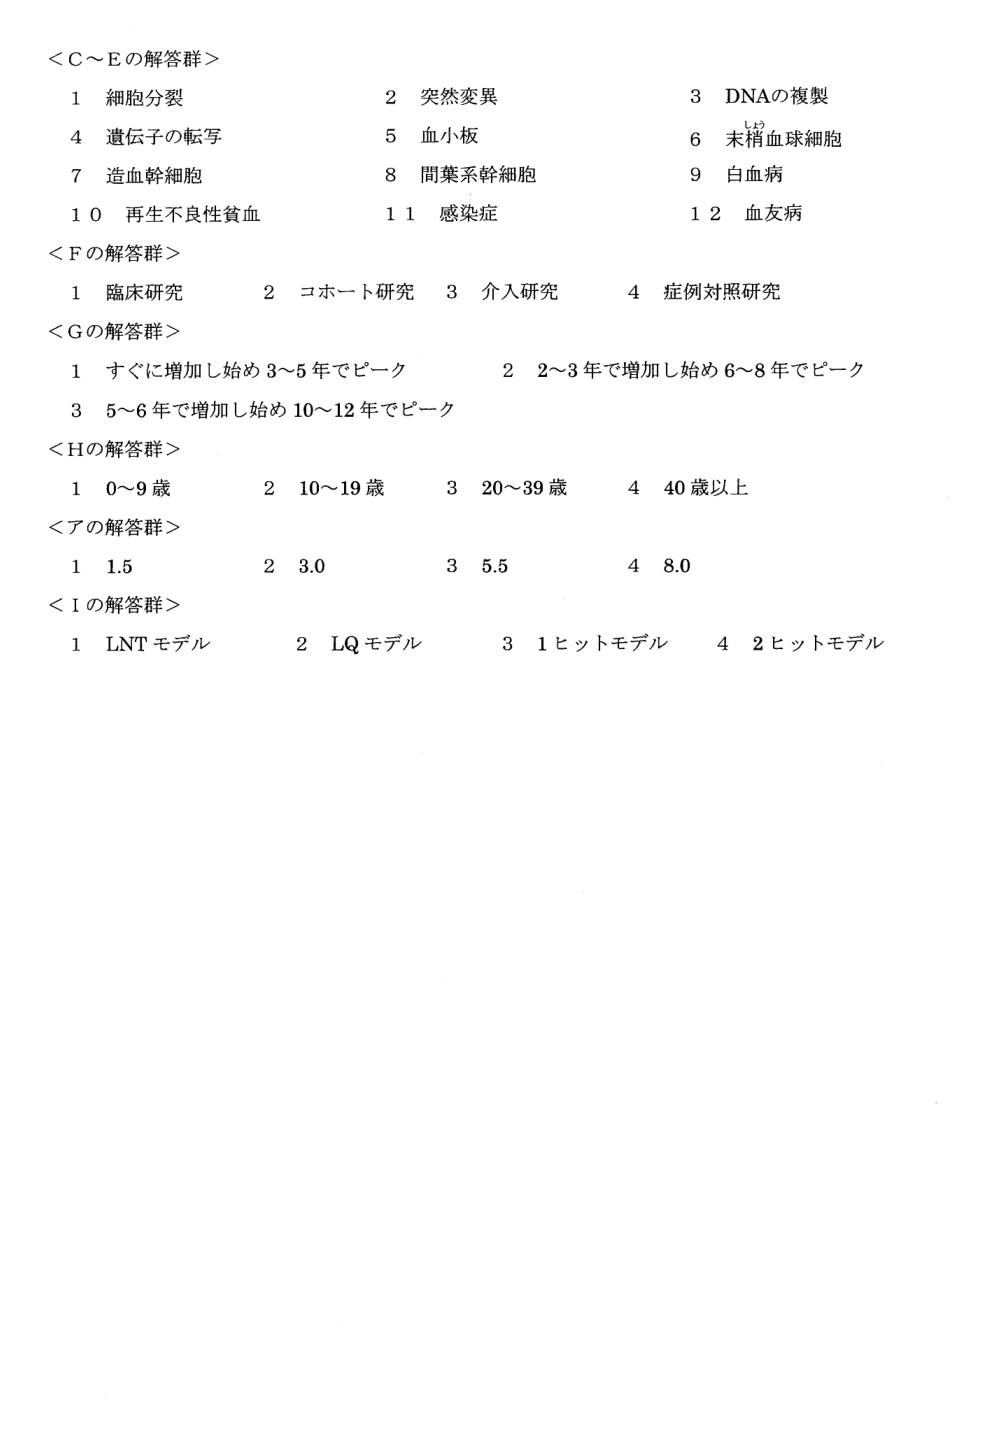 ＜Ｃ～Ｅの解答群＞
1 細胞分裂 2 突然変異 3 DNAの複製
4 遺伝子の転写 5 血小板 6 末梢(しょう)血球細胞
7 造血幹細胞 8 間葉系幹細胞 9 白血病
１０ 再生不良性貧血 １１ 感染症 １２ 血友病
＜Ｆの解答群＞
1 臨床研究 2 コホート研究 3 介入研究 4 症例対照研究
＜Ｇの解答群＞
1 すぐに増加し始め 3～5 年でピーク 2 2～3 年で増加し始め 6～8 年でピーク
3 5～6 年で増加し始め 10～12 年でピーク
＜Ｈの解答群＞
1 0～9 歳 2 10～19 歳 3 20～39 歳 4 40 歳以上
＜アの解答群＞
1 1.5 2 3.0 3 5.5 4 8.0
＜Ｉの解答群＞
1 LNT モデル 2 LQ モデル 3 1 ヒットモデル 4 2 ヒットモデル